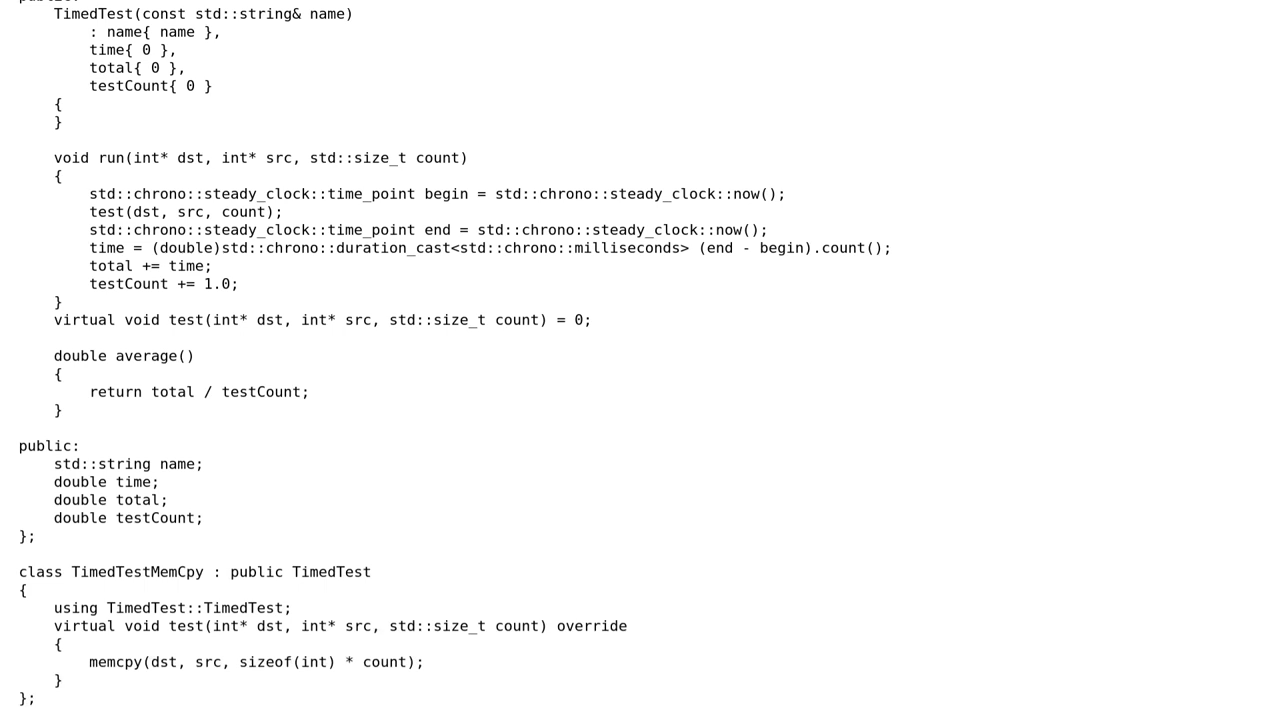 public:
    TimedTest(const std::string& name)
        : name{ name },
        time{ 0 },
        total{ 0 },
        testCount{ 0 }
    {
    }

    void run(int* dst, int* src, std::size_t count)
    {
        std::chrono::steady_clock::time_point begin = std::chrono::steady_clock::now();
        test(dst, src, count);
        std::chrono::steady_clock::time_point end = std::chrono::steady_clock::now();
        time = (double)std::chrono::duration_cast<std::chrono::milliseconds> (end - begin).count();
        total += time;
        testCount += 1.0;
    }
    virtual void test(int* dst, int* src, std::size_t count) = 0;

    double average()
    {
        return total / testCount;
    }

public:
    std::string name;
    double time;
    double total;
    double testCount;
};

class TimedTestMemCpy : public TimedTest
{
    using TimedTest::TimedTest;
    virtual void test(int* dst, int* src, std::size_t count) override
    {
        memcpy(dst, src, sizeof(int) * count);
    }
};